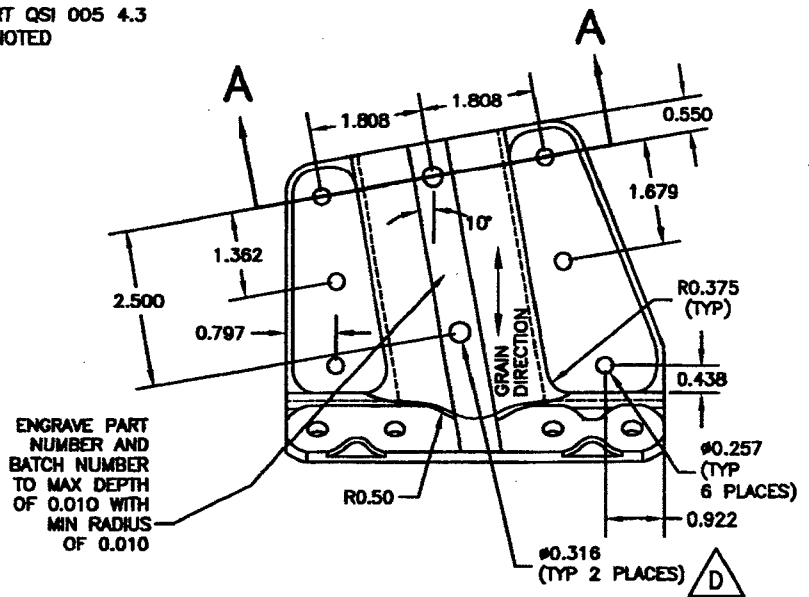 RT QSI 005 4.3
NOTED
A
A
1.808
1.808
0.550
1.679
1.362
10°
2.500
0.797
GRAIN
DIRECTION
R0.375
(TYP)
0.438
ENGRAVE PART
NUMBER AND
BATCH NUMBER
TO MAX DEPTH
OF 0.010 WITH
MIN RADIUS
OF 0.010
R0.50
ø0.257
(TYP
6 PLACES)
0.922
ø0.316
(TYP 2 PLACES)
D